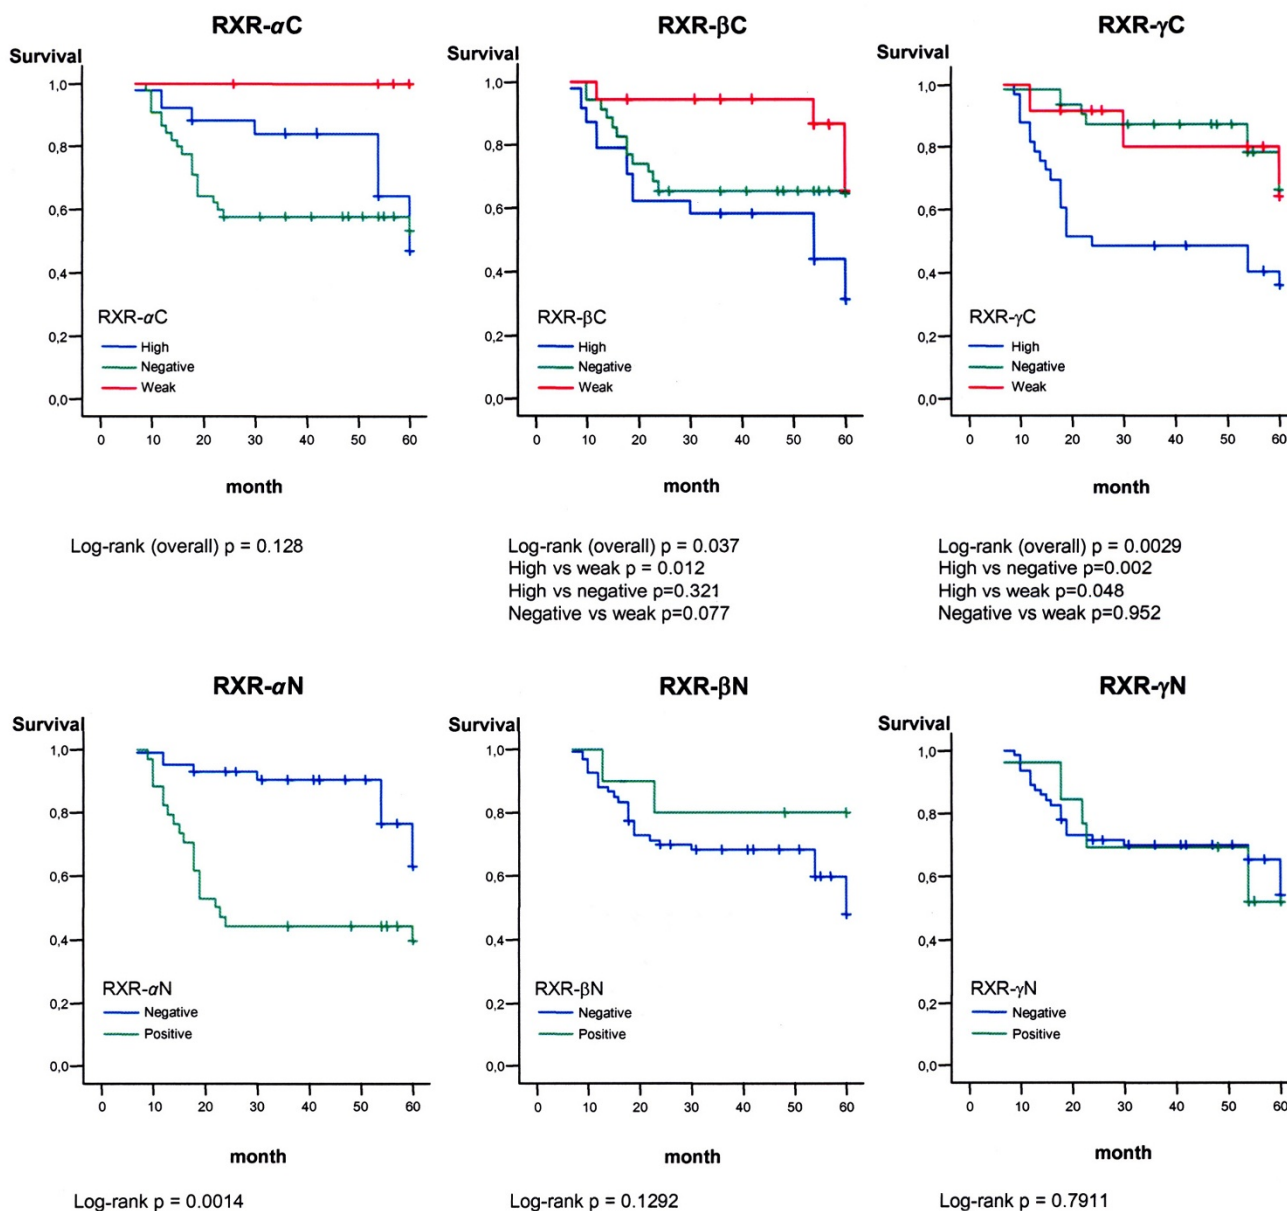 RXR-αC
Survival
1,0
0,8
0,6
0,4
0,2
0,0
RXR-αC
High
Negative
Weak
0 10 20 30 40 50 60
month
Log-rank (overall) p = 0.128
RXR-βC
Survival
1,0
0,8
0,6
0,4
0,2
0,0
RXR-βC
High
Negative
Weak
0 10 20 30 40 50 60
month
Log-rank (overall) p = 0.037
High vs weak p = 0.012
High vs negative p=0.321
Negative vs weak p=0.077
RXR-γC
Survival
1,0
0,8
0,6
0,4
0,2
0,0
RXR-γC
High
Negative
Weak
0 10 20 30 40 50 60
month
Log-rank (overall) p = 0.0029
High vs negative p=0.002
High vs weak p=0.048
Negative vs weak p=0.952
RXR-αN
Survival
1,0
0,8
0,6
0,4
0,2
0,0
RXR-αN
Negative
Positive
0 10 20 30 40 50 60
month
Log-rank p = 0.0014
RXR-βN
Survival
1,0
0,8
0,6
0,4
0,2
0,0
RXR-βN
Negative
Positive
0 10 20 30 40 50 60
month
Log-rank p = 0.1292
RXR-γN
Survival
1,0
0,8
0,6
0,4
0,2
0,0
RXR-γN
Negative
Positive
0 10 20 30 40 50 60
month
Log-rank p = 0.7911